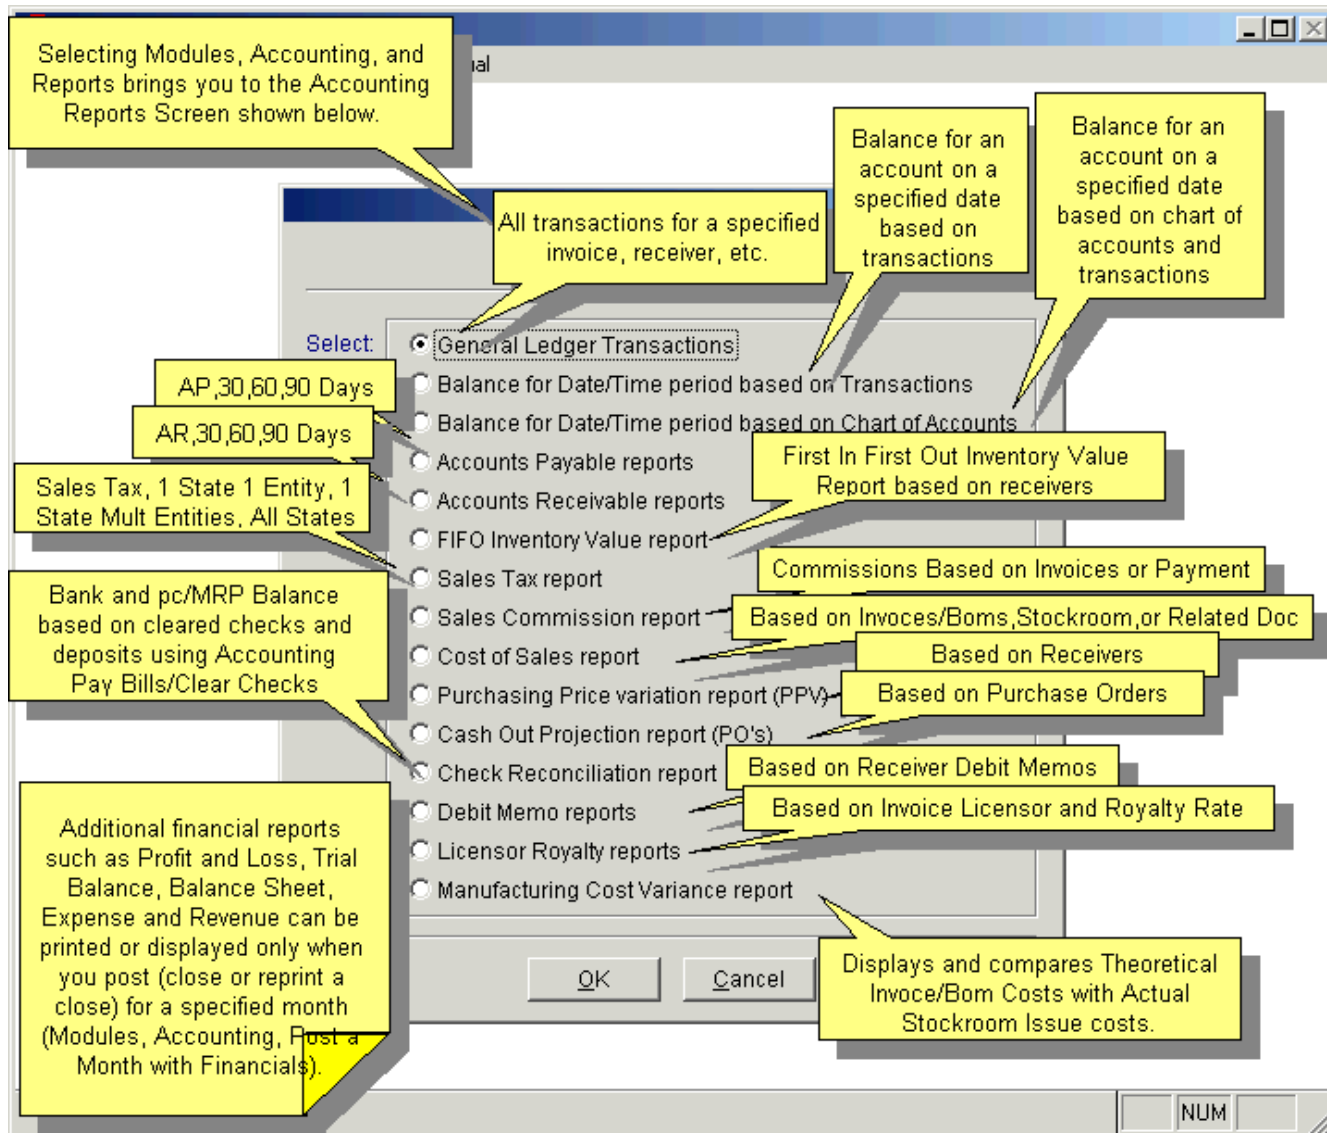 Selecting Modules, Accounting, and
Reports brings you to the Accounting
Reports Screen shown below.
Balance for an
account on a
specified date
based on
transactions
Balance for an
account on a
specified date
based on chart of
accounts and
transactions
All transactions for a specified
invoice, receiver, etc.
Select:
General Ledger Transactions
Balance for Date/Time period based on Transactions
Balance for Date/Time period based on Chart of Accounts
Accounts Payable reports
Accounts Receivable reports
FIFO Inventory Value report
Sales Tax report
Sales Commission report
Cost of Sales report
Purchasing Price variation report (PPV)
Cash Out Projection report (PO's)
Check Reconciliation report
Debit Memo reports
Licensor Royalty reports
Manufacturing Cost Variance report
AP,30,60,90 Days
AR,30,60,90 Days
Sales Tax, 1 State 1 Entity, 1
State Mult Entities, All States
Bank and pc/MRP Balance
based on cleared checks and
deposits using Accounting
Pay Bills/Clear Checks
First In First Out Inventory Value
Report based on receivers
Commissions Based on Invoices or Payment
Based on Invoces/Boms,Stockroom,or Related Doc
Based on Receivers
Based on Purchase Orders
Based on Receiver Debit Memos
Based on Invoice Licensor and Royalty Rate
Displays and compares Theoretical
Invoce/Bom Costs with Actual
Stockroom Issue costs.
Additional financial reports
such as Profit and Loss, Trial
Balance, Balance Sheet,
Expense and Revenue can be
printed or displayed only when
you post (close or reprint a
close) for a specified month
(Modules, Accounting, Post a
Month with Financials).
OK
Cancel
NUM